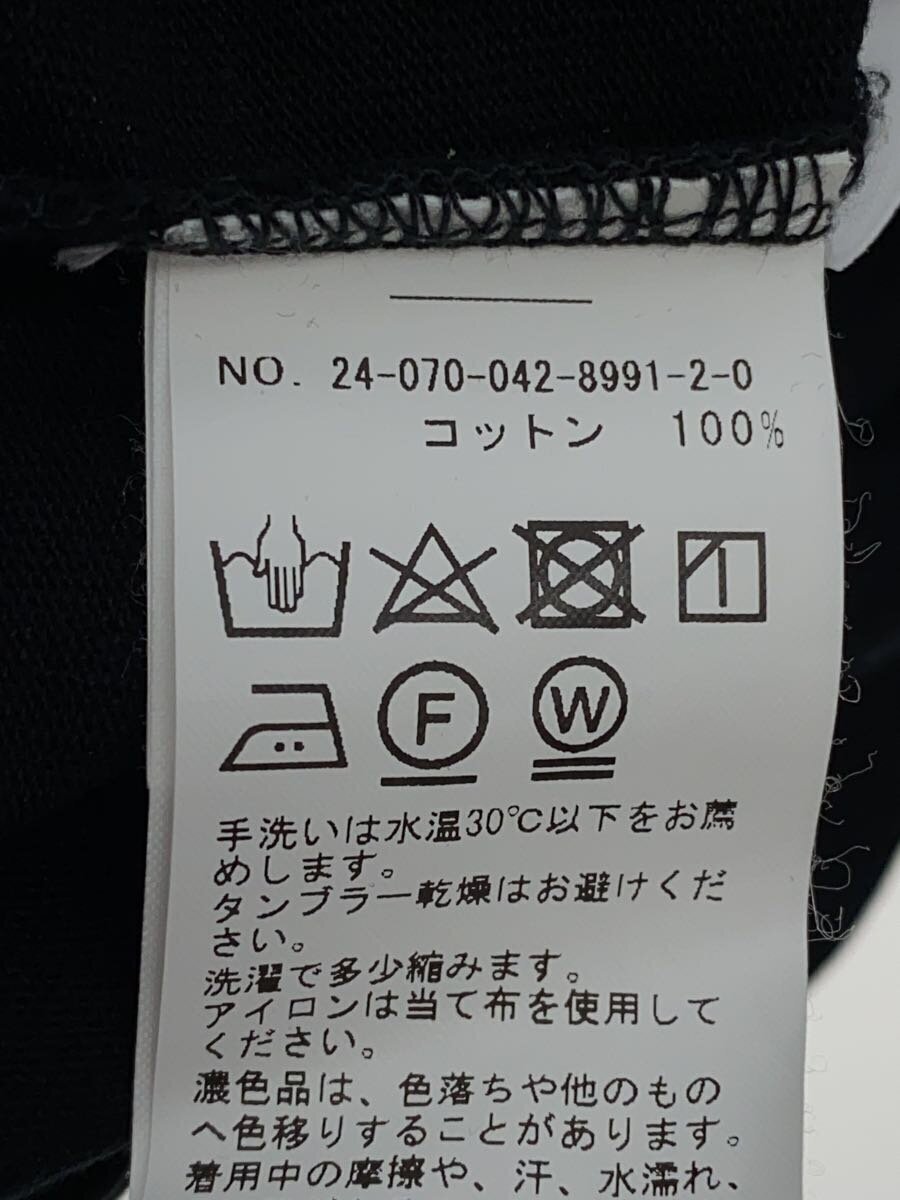 NO. 24-070-042-8991-2-0
コットン 100%
F W
手洗いは水温30℃以下をお薦
めします。
タンブラー乾燥はお避けくだ
さい。
洗濯で多少縮みます。
アイロンは当て布を使用して
ください。
濃色品は、色落ちや他のもの
へ色移りすることがあります。
着用中の摩擦や、汗、水濡れ、